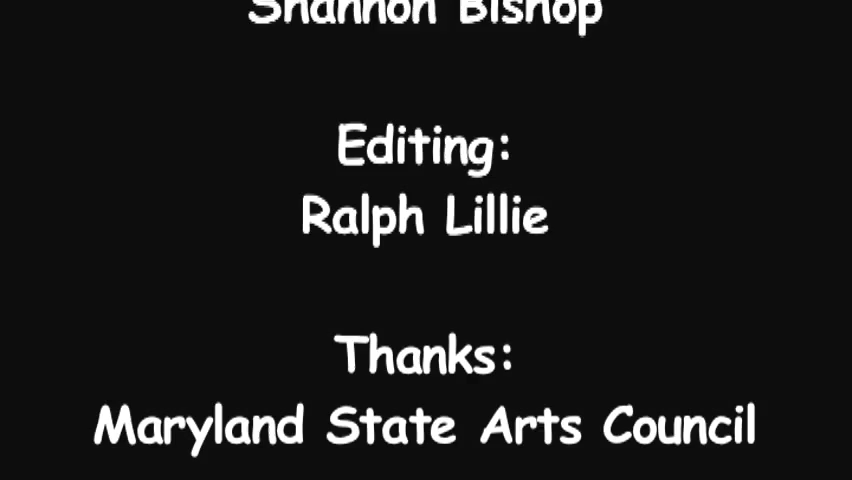 Shannon Bishop
Editing:
Ralph Lillie
Thanks:
Maryland State Arts Council